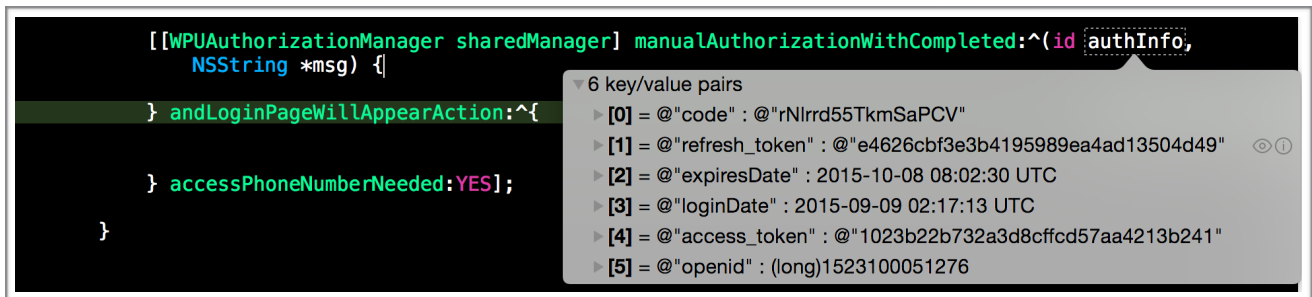 [[WPUAuthorizationManager sharedManager] manualAuthorizationWithCompleted:^(id authInfo,
NSString *msg) {
} andLoginPageWillAppearAction:^{
} accessPhoneNumberNeeded:YES];
}
6 key/value pairs
[0] = @"code" : @"rNlrrd55TkmSaPCV"
[1] = @"refresh_token" : @"e4626cbf3e3b4195989ea4ad13504d49"
[2] = @"expiresDate" : 2015-10-08 08:02:30 UTC
[3] = @"loginDate" : 2015-09-09 02:17:13 UTC
[4] = @"access_token" : @"1023b22b732a3d8cffcd57aa4213b241"
[5] = @"openid" : (long)1523100051276